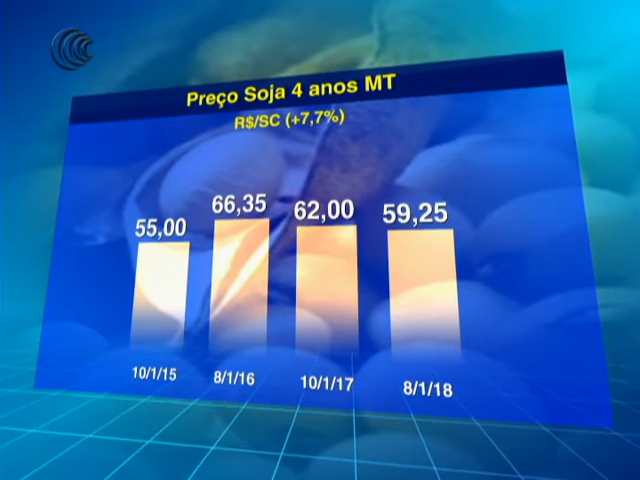 Preço Soja 4 anos MT
R$/SC (+7,7%)
55,00 66,35 62,00 59,25
10/1/15 8/1/16 10/1/17 8/1/18